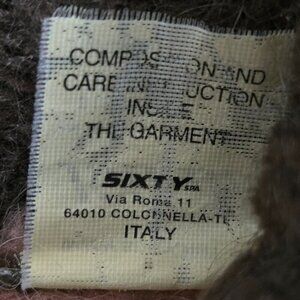 COMPOSITION AND
CARE INSTRUCTION
INSIDE
THE GARMENT
SIXTY SPA
Via Roma 11
64010 COLONNELLA-TE
ITALY